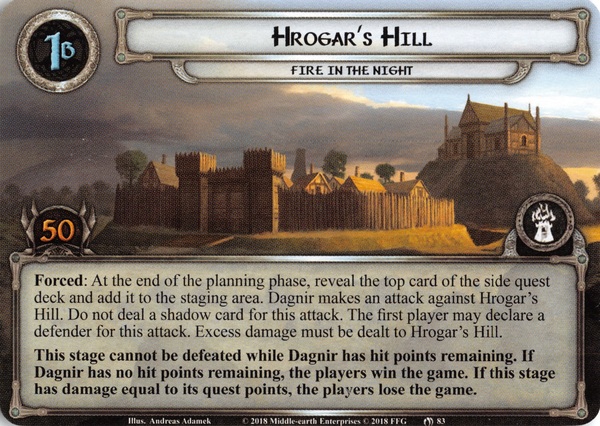 1B
Hrogar's Hill
Fire in the Night
50
Forced: At the end of the planning phase, reveal the top card of the side quest
deck and add it to the staging area. Dagnir makes an attack against Hrogar's
Hill. Do not deal a shadow card for this attack. The first player may declare a
defender for this attack. Excess damage must be dealt to Hrogar's Hill.
This stage cannot be defeated while Dagnir has hit points remaining. If
Dagnir has no hit points remaining, the players win the game. If this stage
has damage equal to its quest points, the players lose the game.
Illus. Andreas Adamek © 2018 Middle-earth Enterprises © 2018 FFG 83